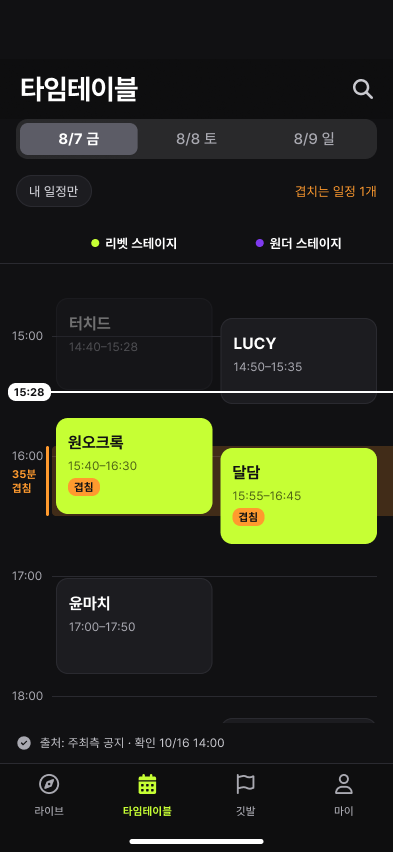 타임테이블
8/7 금
8/8 토
8/9 일
내 일정만
겹치는 일정 1개
리벳 스테이지
원더 스테이지
터치드
14:40–15:28
15:00
LUCY
14:50–15:35
15:28
원오크록
15:40–16:30
겹침
16:00
35분
겹침
달담
15:55–16:45
겹침
17:00
윤마치
17:00–17:50
18:00
출처: 주최측 공지 · 확인 10/16 14:00
라이브
타임테이블
깃발
마이